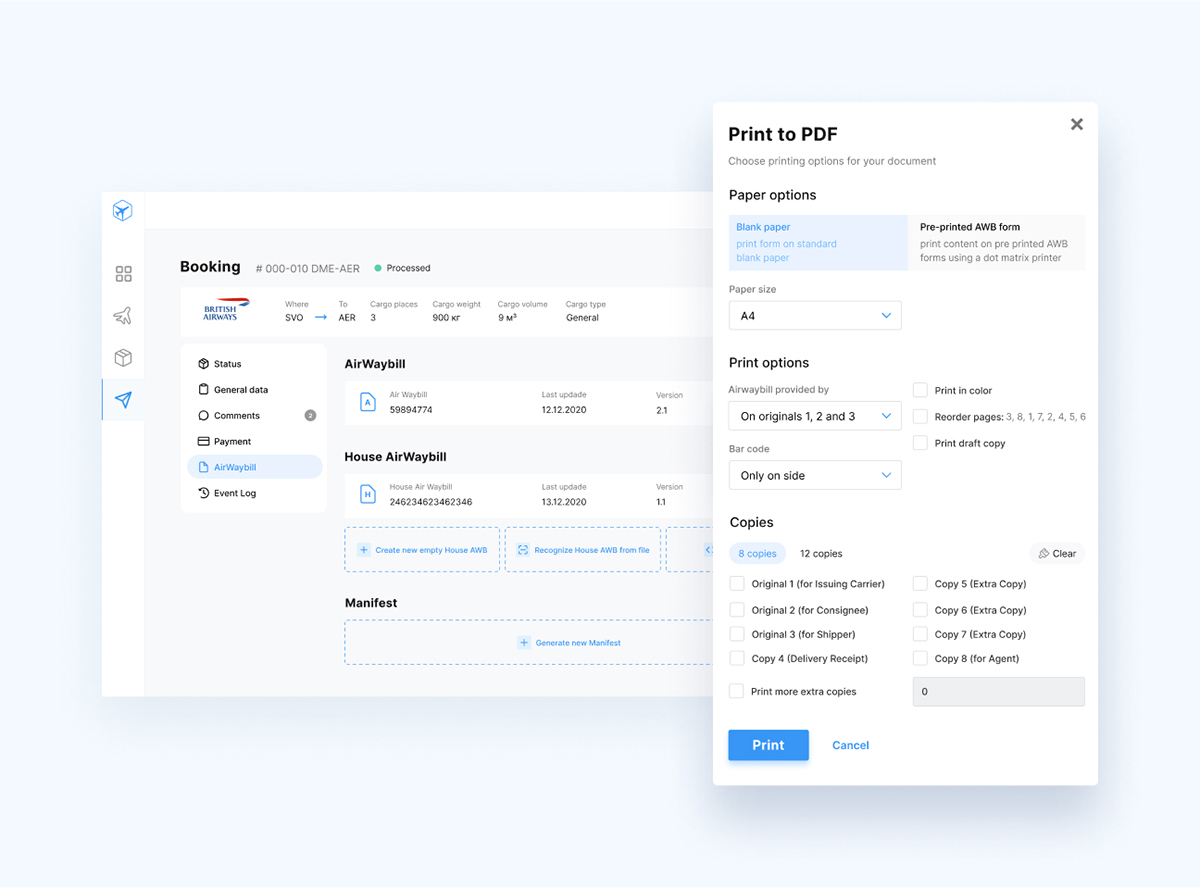 Booking
# 000-010 DME-AER
Processed
BRITISH
AIRWAYS
Where
SVO
To
AER
Cargo places
3
Cargo weight
900 кг
Cargo volume
9 м³
Cargo type
General
Status
General data
Comments
2
Payment
AirWaybill
Event Log
AirWaybill
A
Air Waybill
59894774
Last updade
12.12.2020
Version
2.1
House AirWaybill
H
House Air Waybill
246234623462346
Last updade
13.12.2020
Version
1.1
Create new empty House AWB
Recognize House AWB from file
Manifest
Generate new Manifest
Print to PDF
Choose printing options for your document
Paper options
Blank paper
print form on standard
blank paper
Pre-printed AWB form
print content on pre printed AWB
forms using a dot matrix printer
Paper size
A4
Print options
Airwaybill provided by
On originals 1, 2 and 3
Bar code
Only on side
Print in color
Reorder pages: 3, 8, 1, 7, 2, 4, 5, 6
Print draft copy
Copies
8 copies
12 copies
Clear
Original 1 (for Issuing Carrier)
Original 2 (for Consignee)
Original 3 (for Shipper)
Copy 4 (Delivery Receipt)
Copy 5 (Extra Copy)
Copy 6 (Extra Copy)
Copy 7 (Extra Copy)
Copy 8 (for Agent)
Print more extra copies
0
Print
Cancel